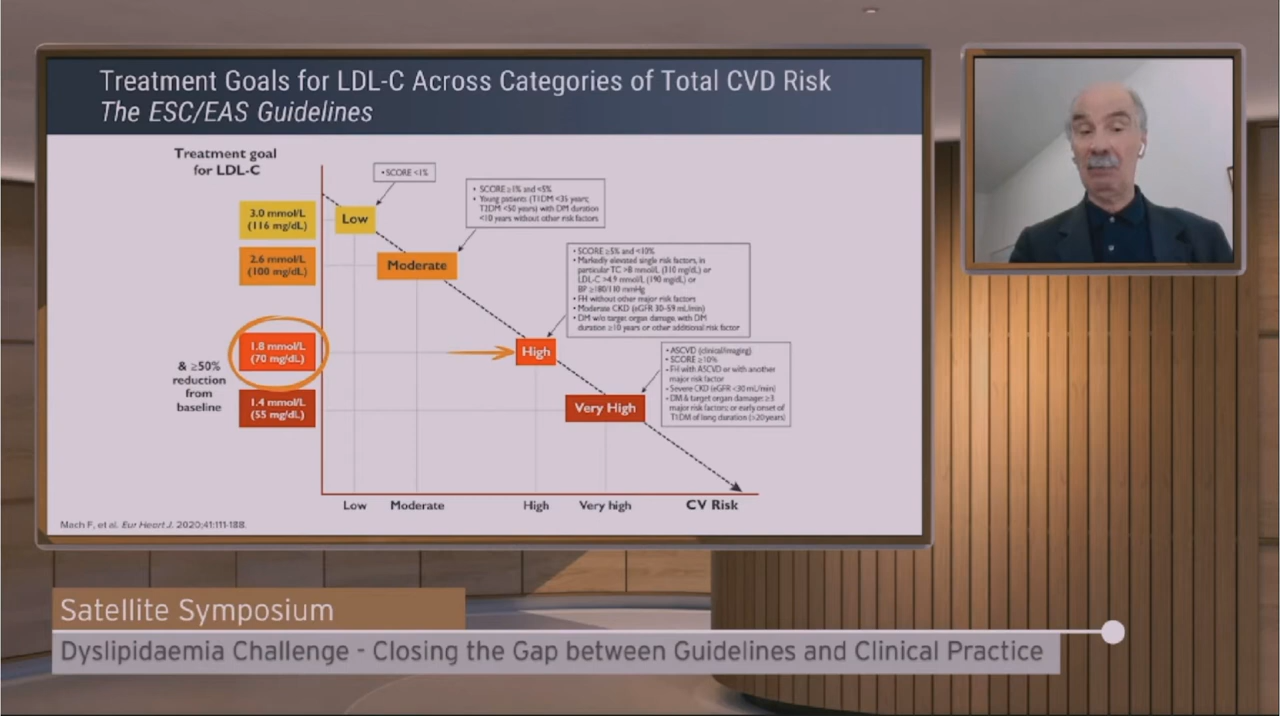 Treatment Goals for LDL-C Across Categories of Total CVD Risk
The ESC/EAS Guidelines
Treatment goal
for LDL-C
3.0 mmol/L
(116 mg/dL)
2.6 mmol/L
(100 mg/dL)
1.8 mmol/L
(70 mg/dL)
& ≥50%
reduction
from
baseline
1.4 mmol/L
(55 mg/dL)
Low
• SCORE <1%
Moderate
• SCORE ≥1% and <5%
• Young patients (T1DM <35 years;
T2DM <50 years) with DM duration
<10 years without other risk factors
High
• SCORE ≥5% and <10%
• Markedly elevated single risk factors, in
particular TC >8 mmol/L (310 mg/dL) or
LDL-C >4.9 mmol/L (190 mg/dL) or
BP ≥180/110 mmHg
• FH without other major risk factors
• Moderate CKD (eGFR 30–59 mL/min)
• DM w/o target organ damage, with DM
duration ≥10 years or other additional risk factor
Very High
• ASCVD (clinical/imaging)
• SCORE ≥10%
• FH with ASCVD or with another
major risk factor
• Severe CKD (eGFR <30 mL/min)
• DM & target organ damage: ≥3
major risk factors; or early onset of
T1DM of long duration (>20 years)
Low Moderate High Very high CV Risk
Mach F, et al. Eur Heart J. 2020;41:111-188.
Satellite Symposium
Dyslipidaemia Challenge - Closing the Gap between Guidelines and Clinical Practice